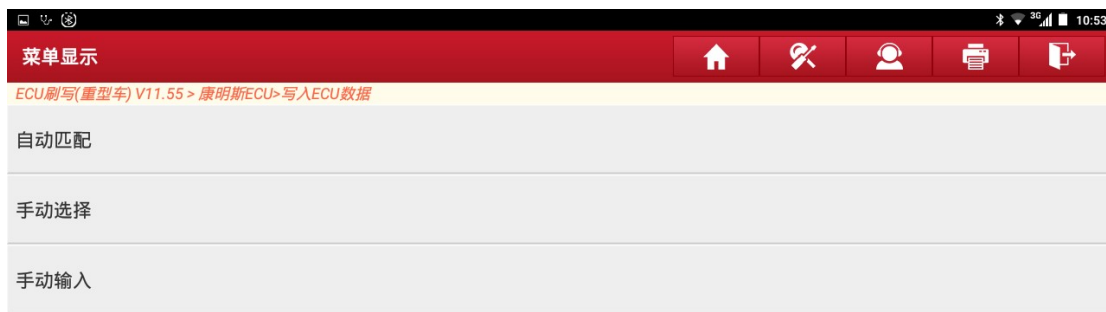 3G 10:53
菜单显示
ECU刷写(重型车) V11.55 > 康明斯ECU>写入ECU数据
自动匹配
手动选择
手动输入